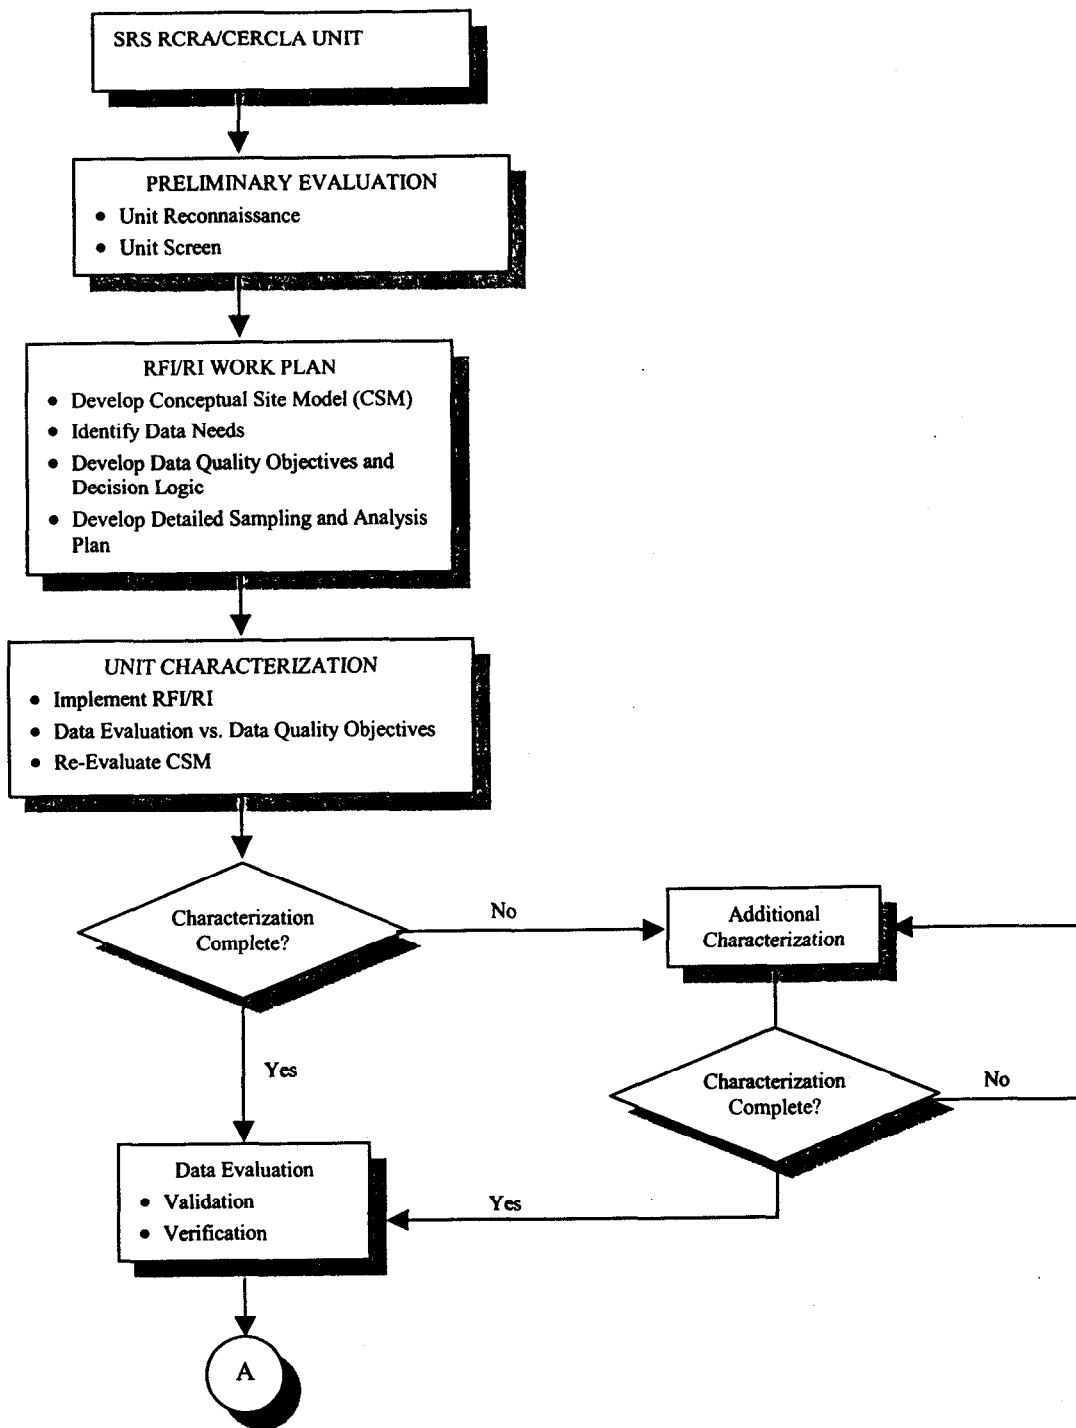 SRS RCRA/CERCLA UNIT
PRELIMINARY EVALUATION
• Unit Reconnaissance
• Unit Screen
RFI/RI WORK PLAN
• Develop Conceptual Site Model (CSM)
• Identify Data Needs
• Develop Data Quality Objectives and
Decision Logic
• Develop Detailed Sampling and Analysis
Plan
UNIT CHARACTERIZATION
• Implement RFI/RI
• Data Evaluation vs. Data Quality Objectives
• Re-Evaluate CSM
Characterization
Complete?
No
Additional
Characterization
Yes
Characterization
Complete?
No
Data Evaluation
• Validation
• Verification
Yes
A